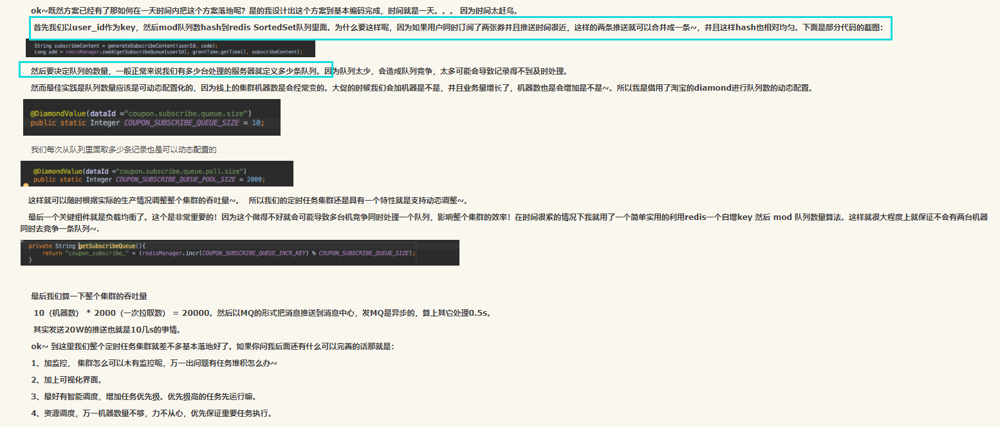 ok~既然方案已经有了那如何在一天时间内把这个方案落地呢？是的我设计出这个方案到基本编码完成，时间就是一天。。。 因为时间太赶鸟。
首先我们以user_id作为key，然后mod队列数hash到redis SortedSet队列里面。为什么要这样呢，因为如果用户同时订阅了两张券并且推送时间很近，这样的两条推送就可以合并成一条~，并且这样hash也相对均匀。下面是部分代码的截图：
String subscribeContent = generateSubscribeContent(userId, code);
Long add = redisManager.zadd(getSubscribeQueue(userId), grantTime.getTime(), subscribeContent);
然后要决定队列的数量，一般正常来说我们有多少台处理的服务器就定义多少条队列。因为队列太少，会造成队列竞争，太多可能会导致记录得不到及时处理。
然而最佳实践是队列数量应该是可动态配置化的，因为线上的集群机器数是会经常变的。大促的时候我们会加机器是不是，并且业务量增长了，机器数也是会增加是不是~。所以我是借用了淘宝的diamond进行队列数的动态配置。
@DiamondValue(dataId ="coupon.subscribe.queue.size")
public static Integer COUPON_SUBSCRIBE_QUEUE_SIZE = 10;
我们每次从队列里面取多少条记录也是可以动态配置的
@DiamondValue(dataId ="coupon.subscribe.queue.poll.size")
public static Integer COUPON_SUBSCRIBE_QUEUE_POOL_SIZE = 2000;
这样就可以随时根据实际的生产情况调整整个集群的吞吐量~。 所以我们的定时任务集群还是具有一个特性就是支持动态调整~。
最后一个关键组件就是负载均衡了。这个是非常重要的！因为这个做得不好就会可能导致多台机竞争同时处理一个队列，影响整个集群的效率！在时间很紧的情况下我就用了一个简单实用的利用redis一个自增key 然后 mod 队列数量算法。这样就很大程度上就保证不会有两台机器
同时去竞争一条队列~.
private String getSubscribeQueue(){
return "coupon_subscribe_" + (redisManager.incr(COUPON_SUBSCRIBE_QUEUE_INCR_KEY) % COUPON_SUBSCRIBE_QUEUE_SIZE);
}
最后我们算一下整个集群的吞吐量
10（机器数） * 2000（一次拉取数） = 20000。然后以MQ的形式把消息推送到消息中心，发MQ是异步的，算上其它处理0.5s。
其实发送20W的推送也就是10几s的事情。
ok~ 到这里我们整个定时任务集群就差不多基本落地好了。如果你问我后面还有什么可以完善的话那就是：
1、加监控， 集群怎么可以木有监控呢，万一出问题有任务堆积怎么办~
2、加上可视化界面。
3、最好有智能调度，增加任务优先级。优先级高的任务先运行嘛。
4、资源调度，万一机器数量不够，力不从心，优先保证重要任务执行。